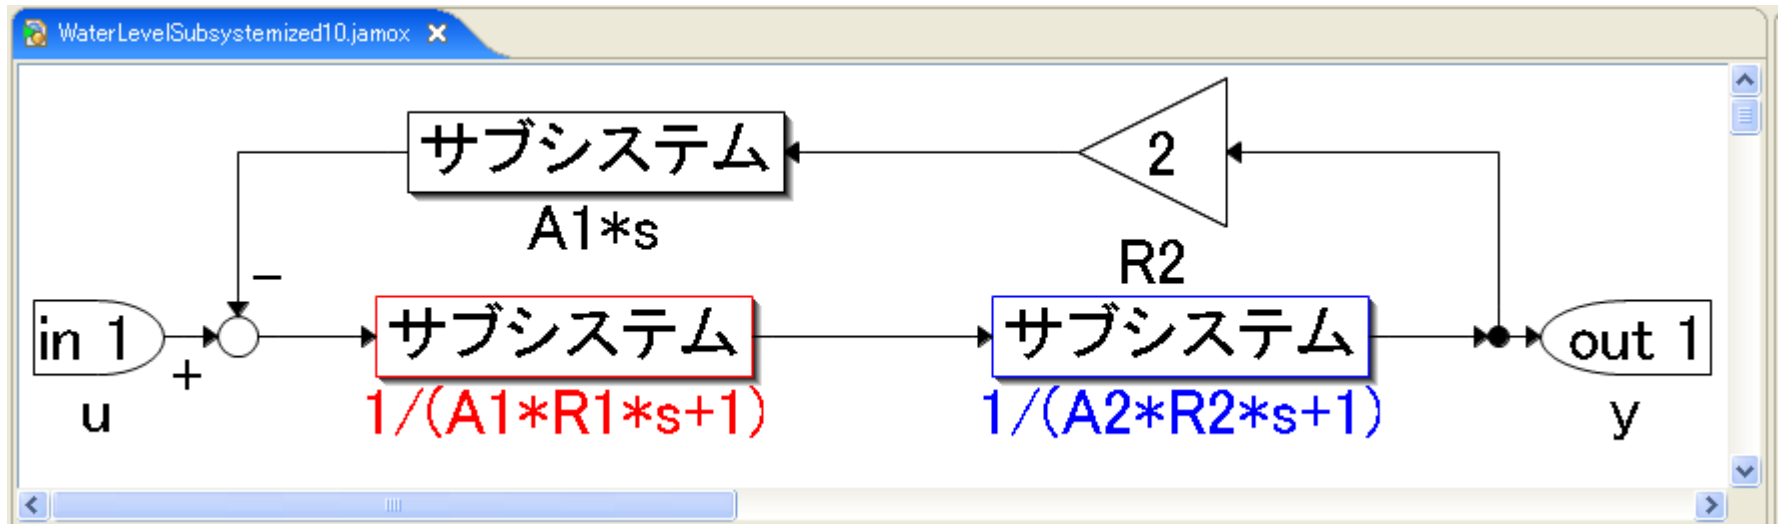 WaterLevelSubsystemized10.jamox
サブシステム
2
A1*s
R2
−
in 1
サブシステム
サブシステム
out 1
+
u
1/(A1*R1*s+1)
1/(A2*R2*s+1)
y